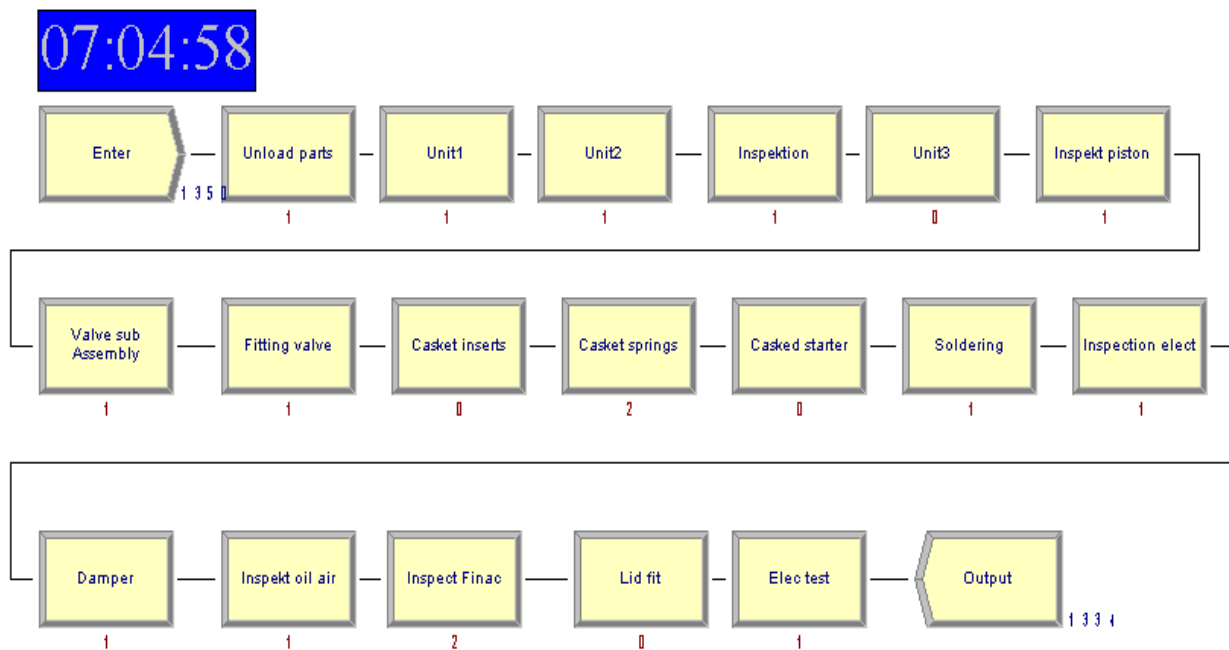 07:04:58
Enter
Unload parts
Unit1
Unit2
Inspektion
Unit3
Inspekt piston
1 3 5 0
1
1
1
1
0
1
Valve sub
Assembly
Fitting valve
Casket inserts
Casket springs
Casked starter
Soldering
Inspection elect
1
1
0
2
0
1
1
Damper
Inspekt oil air
Inspect Finac
Lid fit
Elec test
Output
1 3 3 4
1
1
2
0
1